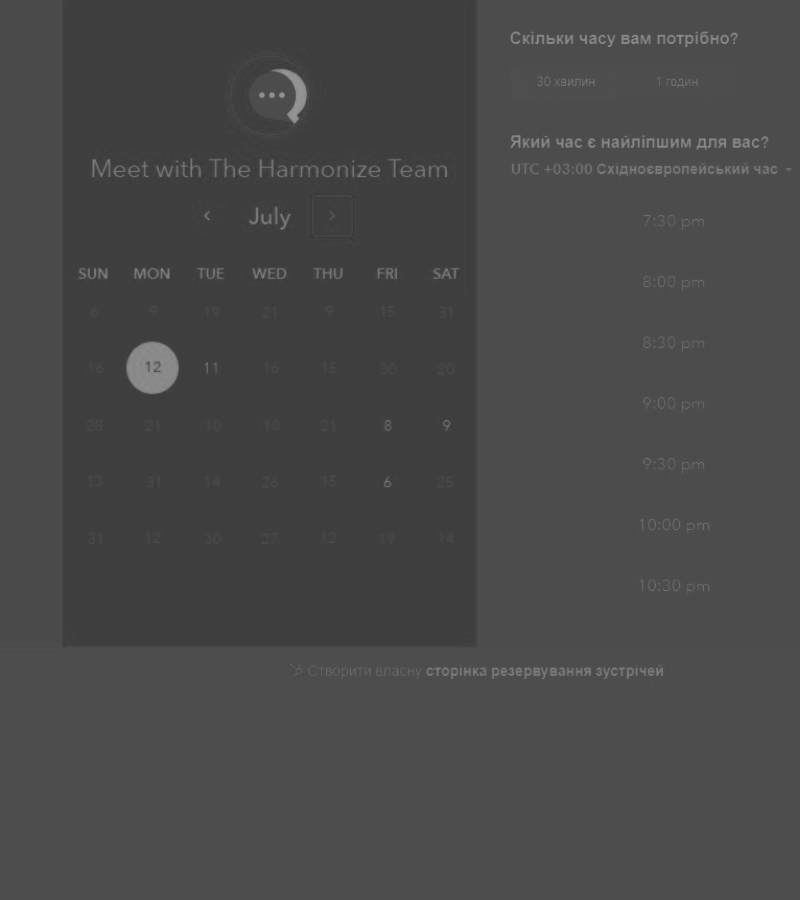 Meet with The Harmonize Team
July
SUN MON TUE WED THU FRI SAT
6 9 19 21 9 15 31
16 12 11 16 15 30 20
28 21 10 10 21 8 9
13 31 14 26 15 6 25
31 12 30 27 12 19 14
Скільки часу вам потрібно?
30 хвилин 1 годин
Який час є найліпшим для вас?
UTC +03:00 Східноєвропейський час
7:30 pm
8:00 pm
8:30 pm
9:00 pm
9:30 pm
10:00 pm
10:30 pm
Створити власну сторінка резервування зустрічей